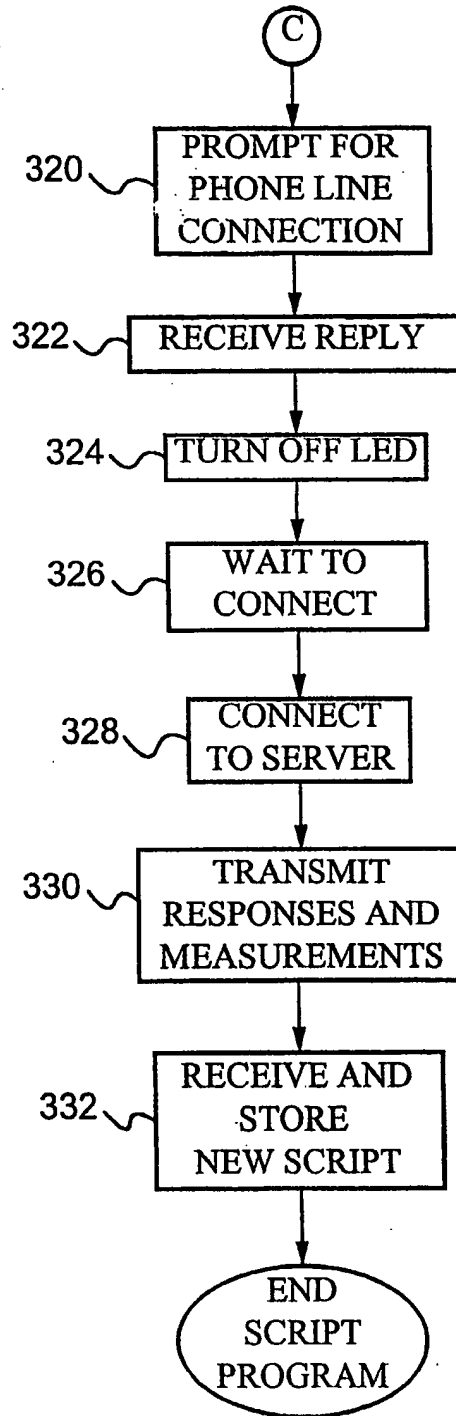 C
320
PROMPT FOR
PHONE LINE
CONNECTION
322
RECEIVE REPLY
324
TURN OFF LED
326
WAIT TO
CONNECT
328
CONNECT
TO SERVER
330
TRANSMIT
RESPONSES AND
MEASUREMENTS
332
RECEIVE AND
STORE
NEW SCRIPT
END
SCRIPT
PROGRAM